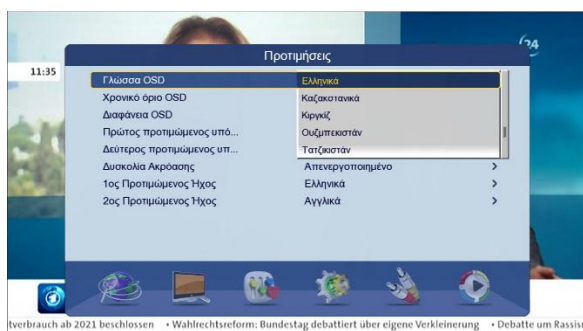 24
Προτιμήσεις
11:35
Γλώσσα OSD Ελληνικά
Χρονικό όριο OSD Καζακστανικά
Διαφάνεια OSD Κιργκίζ
Πρώτος προτιμώμενος υπό... Ουζμπεκιστάν
Δεύτερος προτιμώμενος υπ... Τατζικιστάν
Δυσκολία Ακρόασης Απενεργοποιημένο
1ος Προτιμώμενος Ήχος Ελληνικά
2ος Προτιμώμενος Ήχος Αγγλικά
tverbrauch ab 2021 beschlossen • Wahlrechtsreform: Bundestag debattiert über eigene Verkleinerung • Debatte um Rassis